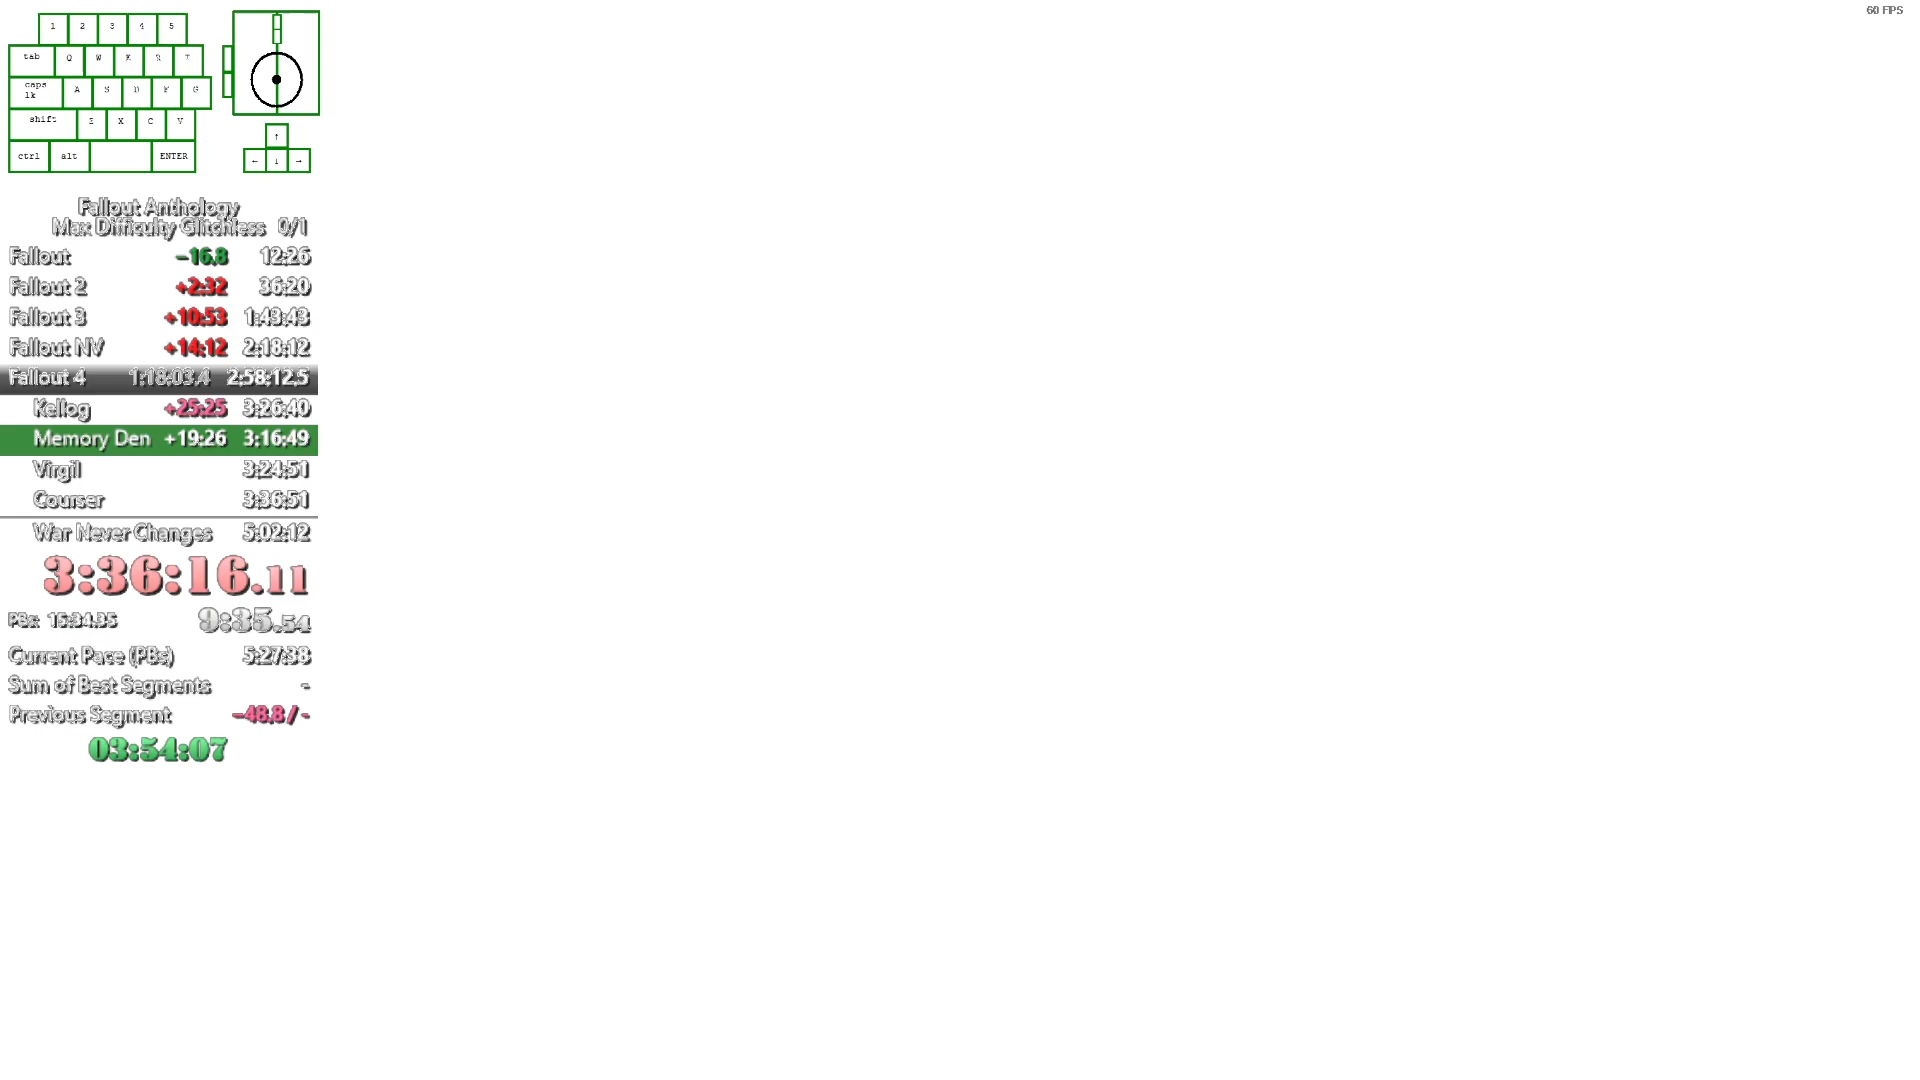 60 FPS
1 2 3 4 5
tab Q W E R T
caps lk A S D F G
shift Z X C V
ctrl alt ENTER
↑
← ↓ →
Fallout Anthology
Max Difficulty Glitchless 0/1
Fallout −16.8 12:26
Fallout 2 +2:32 36:20
Fallout 3 +10:53 1:43:43
Fallout NV +14:12 2:18:12
Fallout 4 1:18:03.4 2:58:12.5
Kellog +25:25 3:26:40
Memory Den +19:26 3:16:49
Virgil 3:24:51
Courser 3:36:51
War Never Changes 5:02:12
3:36:16.11
PBs: 15:34.35 9:35.54
Current Pace (PBs) 5:27:38
Sum of Best Segments -
Previous Segment −48.8 / -
03:54:07